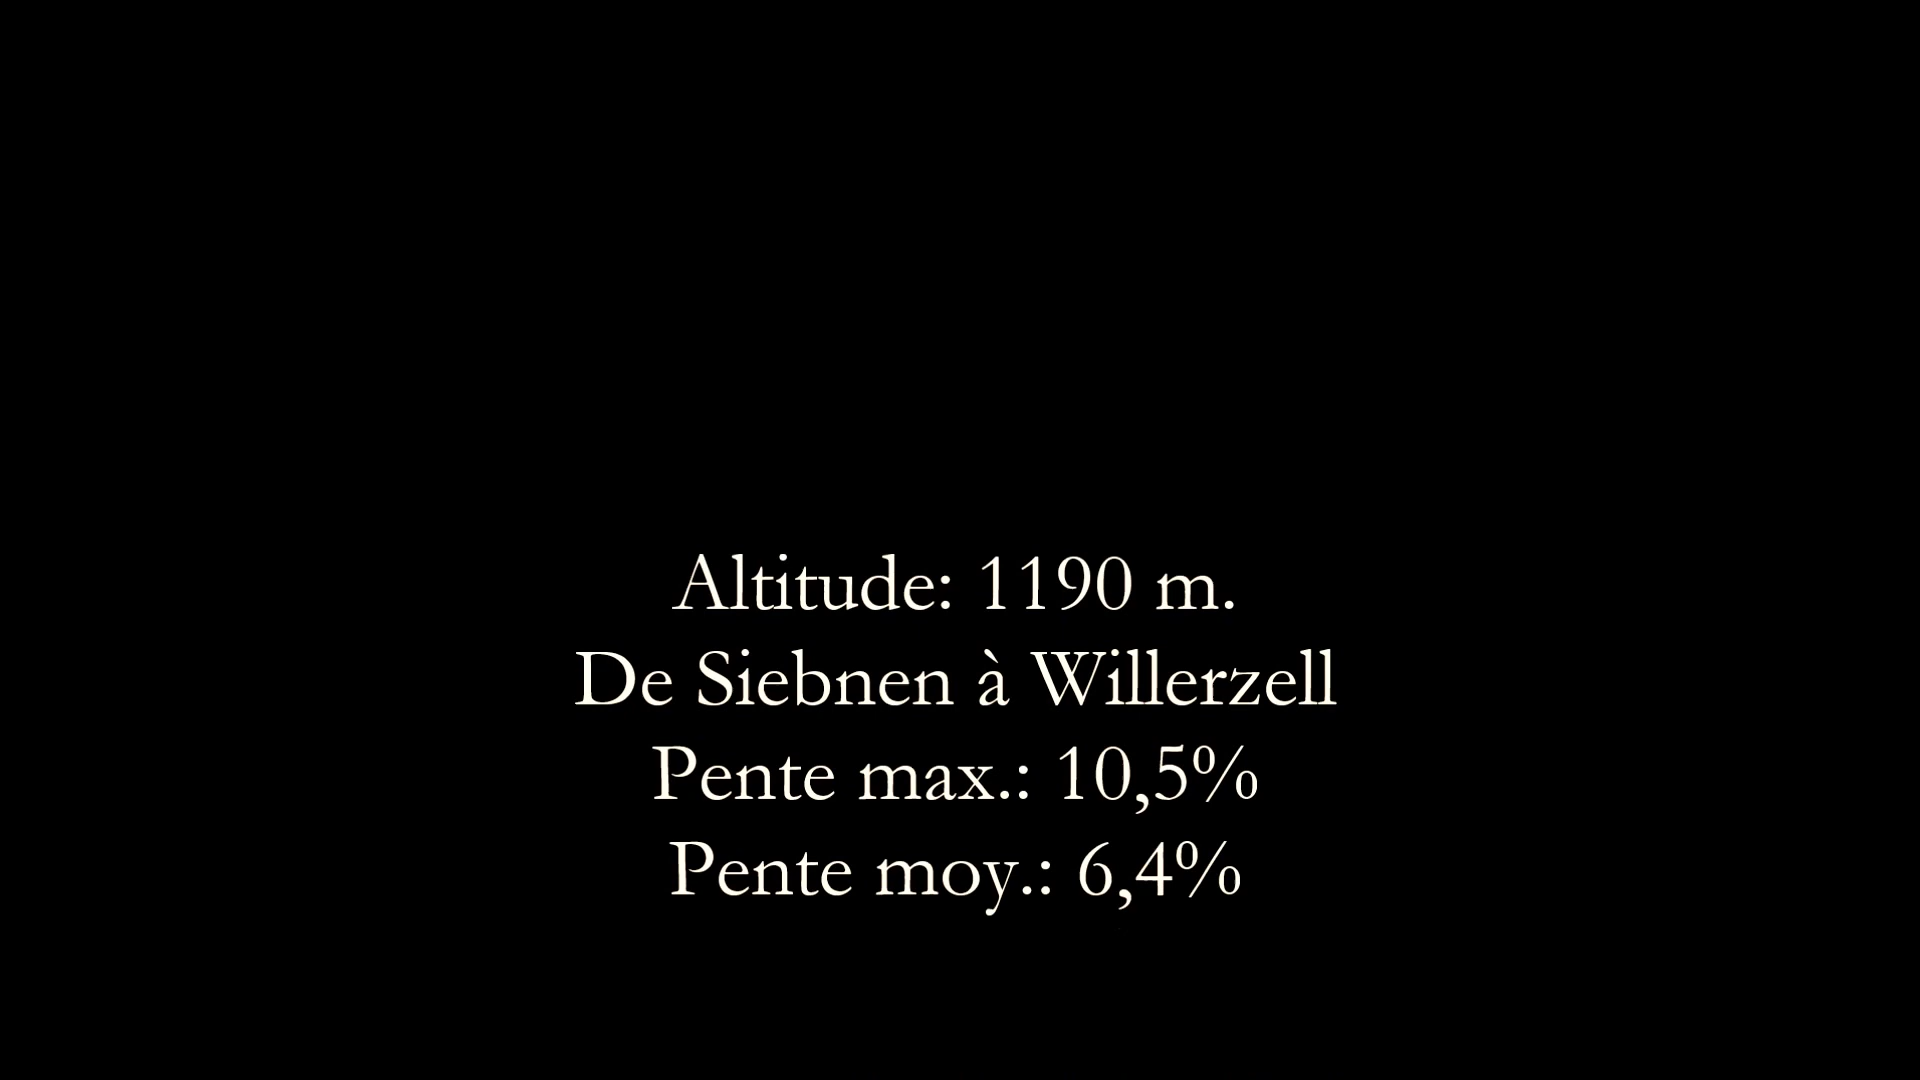 Altitude: 1190 m.
De Siebnen à Willerzell
Pente max.: 10,5%
Pente moy.: 6,4%